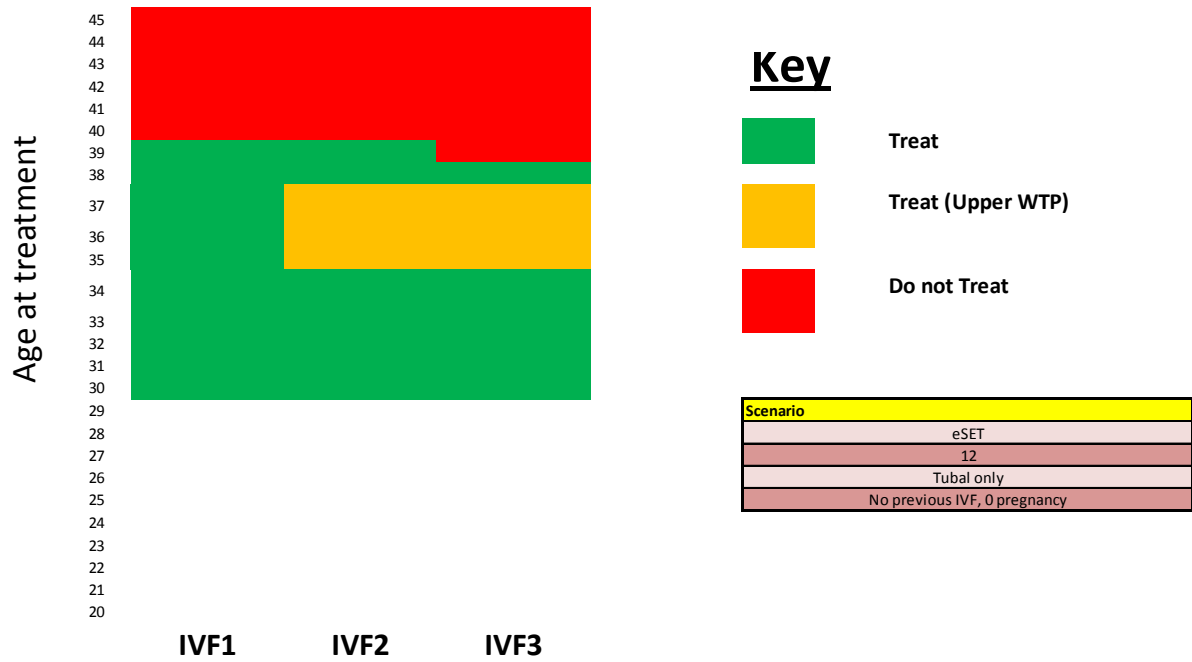 Age at treatment
45
44
43
42
41
40
39
38
37
36
35
34
33
32
31
30
29
28
27
26
25
24
23
22
21
20
IVF1 IVF2 IVF3
Key
Treat
Treat (Upper WTP)
Do not Treat
Scenario
eSET
12
Tubal only
No previous IVF, 0 pregnancy